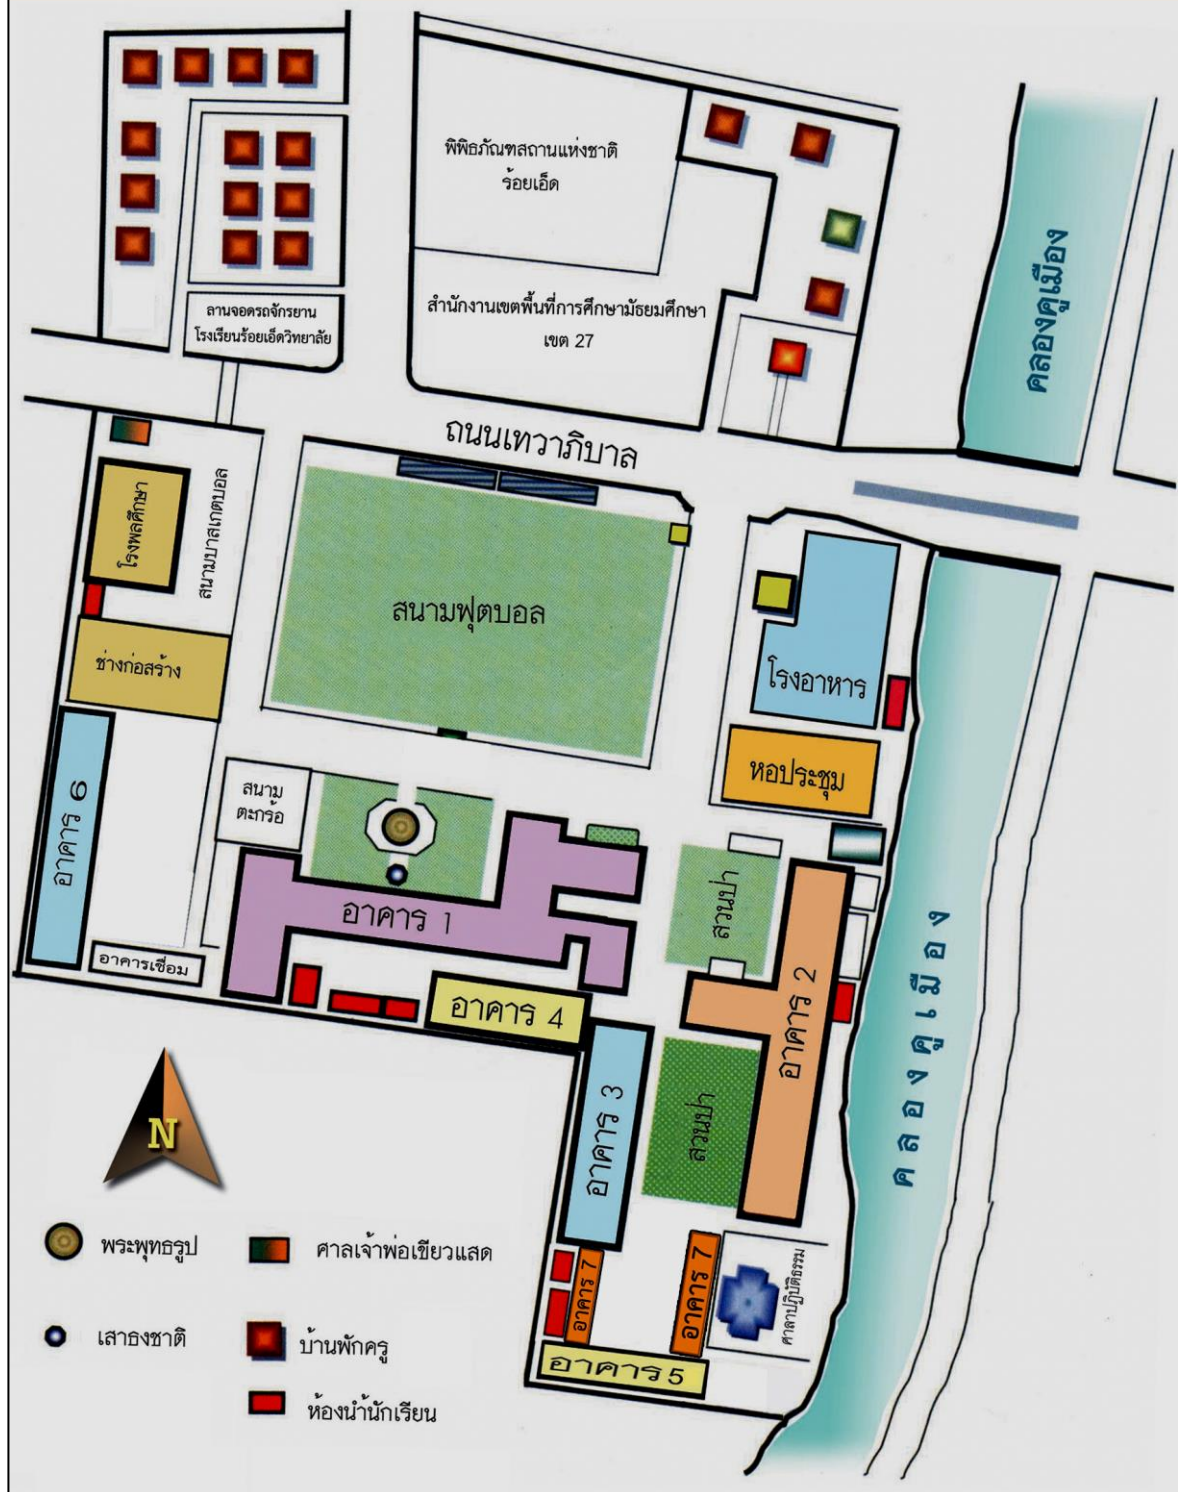 พิพิธภัณฑสถานแห่งชาติ
ร้อยเอ็ด
คลองคูเมือง
ลานจอดรถจักรยาน
โรงเรียนร้อยเอ็ดวิทยาลัย
สำนักงานเขตพื้นที่การศึกษามัธยมศึกษา
เขต 27
ถนนเทวาภิบาล
โรงพลศึกษา
สนามบาสเกตบอล
สนามฟุตบอล
ช่างก่อสร้าง
โรงอาหาร
หอประชุม
อาคาร 6
สนาม
ตะกร้อ
อาคาร 1
สวนป่า
อาคารเชื่อม
อาคาร 2
คลองคูเมือง
อาคาร 4
อาคาร 3
สวนป่า
N
พระพุทธรูป
ศาลเจ้าพ่อเขียวแสด
อาคาร 7
อาคาร 7
ศาลาปฏิบัติธรรม
เสาธงชาติ
บ้านพักครู
อาคาร 5
ห้องน้ำนักเรียน